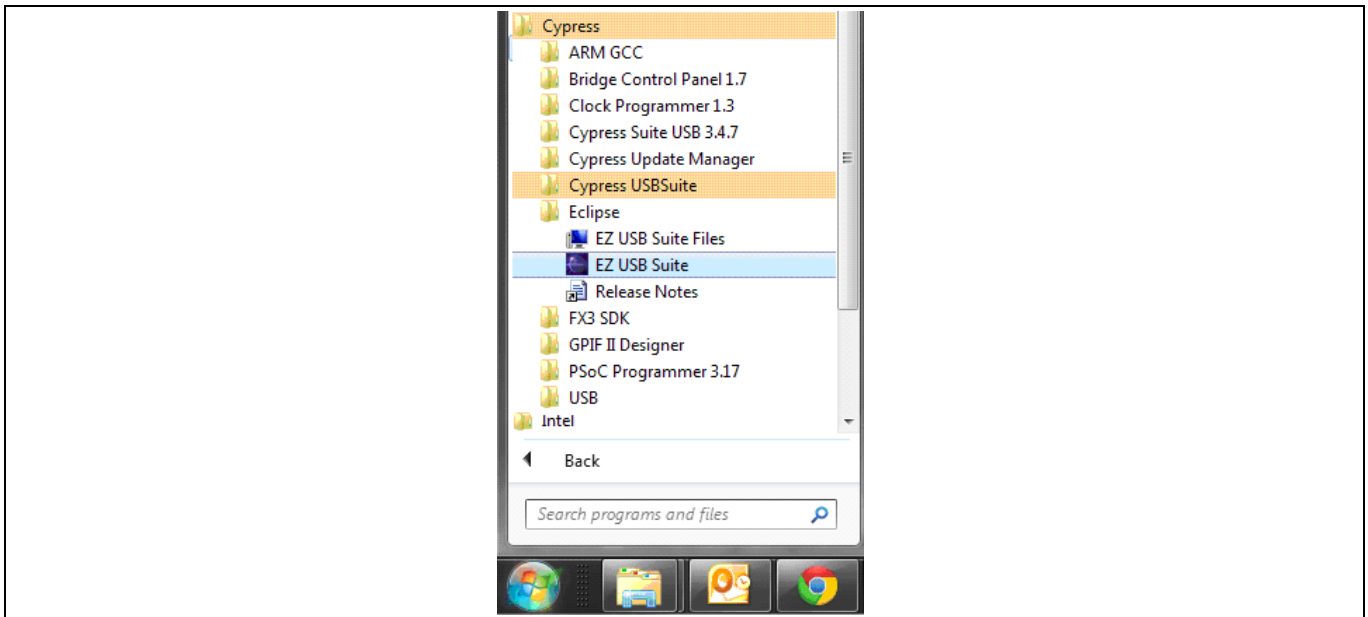 Cypress
ARM GCC
Bridge Control Panel 1.7
Clock Programmer 1.3
Cypress Suite USB 3.4.7
Cypress Update Manager
Cypress USBSuite
Eclipse
EZ USB Suite Files
EZ USB Suite
Release Notes
FX3 SDK
GPIF II Designer
PSoC Programmer 3.17
USB
Intel
Back
Search programs and files